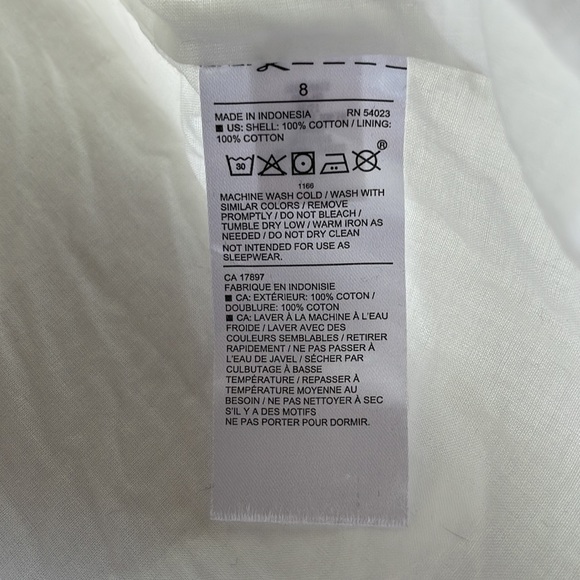 8
MADE IN INDONESIA RN 54023
■ US: SHELL: 100% COTTON / LINING:
100% COTTON
30
®
1166
MACHINE WASH COLD / WASH WITH
SIMILAR COLORS / REMOVE
PROMPTLY / DO NOT BLEACH /
TUMBLE DRY LOW / WARM IRON AS
NEEDED / DO NOT DRY CLEAN
NOT INTENDED FOR USE AS
SLEEPWEAR.
CA 17897
FABRIQUE EN INDONISIE
■ CA: EXTÉRIEUR: 100% COTON /
DOUBLURE: 100% COTON
■ CA: LAVER À LA MACHINE À L'EAU
FROIDE / LAVER AVEC DES
COULEURS SEMBLABLES / RETIRER
RAPIDEMENT / NE PAS PASSER À
L'EAU DE JAVEL / SÉCHER PAR
CULBUTAGE À BASSE
TEMPÉRATURE / REPASSER À
TEMPÉRATURE MOYENNE AU
BESOIN / NE PAS NETTOYER À SEC
S'IL Y A DES MOTIFS
NE PAS PORTER POUR DORMIR.